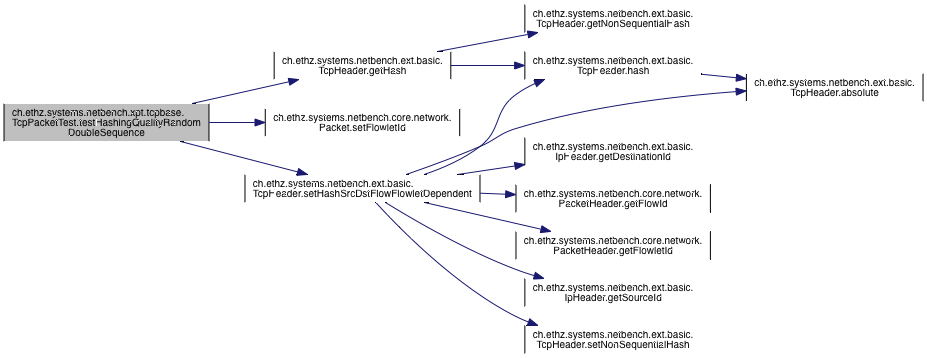 ch.ethz.systems.netbench.ext.basic.
TcpHeader.getNonSequentialHash
ch.ethz.systems.netbench.ext.basic.
TcpHeader.getHash
ch.ethz.systems.netbench.ext.basic.
TcpHeader.hash
ch.ethz.systems.netbench.ext.basic.
TcpHeader.absolute
ch.ethz.systems.netbench.xpt.tcpbase.
TcpPacketTest.testHashingQualityRandom
DoubleSequence
ch.ethz.systems.netbench.core.network.
Packet.setFlowletId
ch.ethz.systems.netbench.ext.basic.
IpHeader.getDestinationId
ch.ethz.systems.netbench.ext.basic.
TcpHeader.setHashSrcDstFlowFlowletDependent
ch.ethz.systems.netbench.core.network.
PacketHeader.getFlowId
ch.ethz.systems.netbench.core.network.
PacketHeader.getFlowletId
ch.ethz.systems.netbench.ext.basic.
IpHeader.getSourceId
ch.ethz.systems.netbench.ext.basic.
TcpHeader.setNonSequentialHash